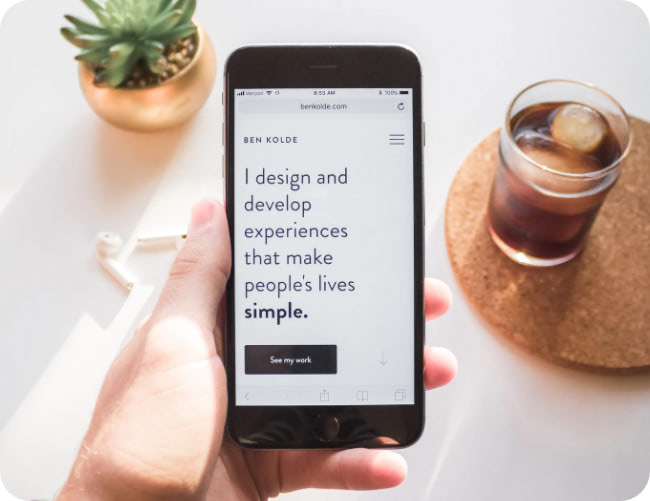 Verizon 8:53 AM 100%
benkolde.com
BEN KOLDE
I design and
develop
experiences
that make
people's lives
simple.
See my work